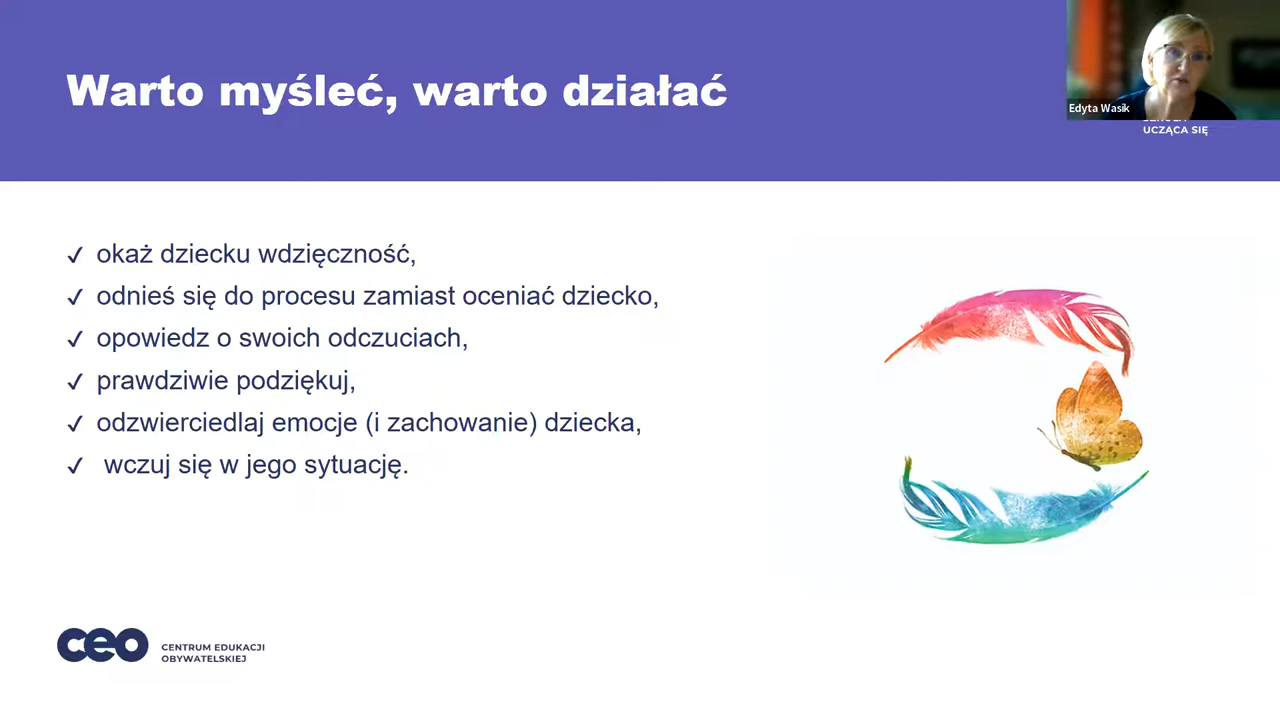 Warto myśleć, warto działać
Edyta Wasik
UCZĄCA SIĘ
✓ okaż dziecku wdzięczność,
✓ odnieś się do procesu zamiast oceniać dziecko,
✓ opowiedz o swoich odczuciach,
✓ prawdziwie podziękuj,
✓ odzwierciedlaj emocje (i zachowanie) dziecka,
✓ wczuj się w jego sytuację.
ceo
CENTRUM EDUKACJI
OBYWATELSKIEJ